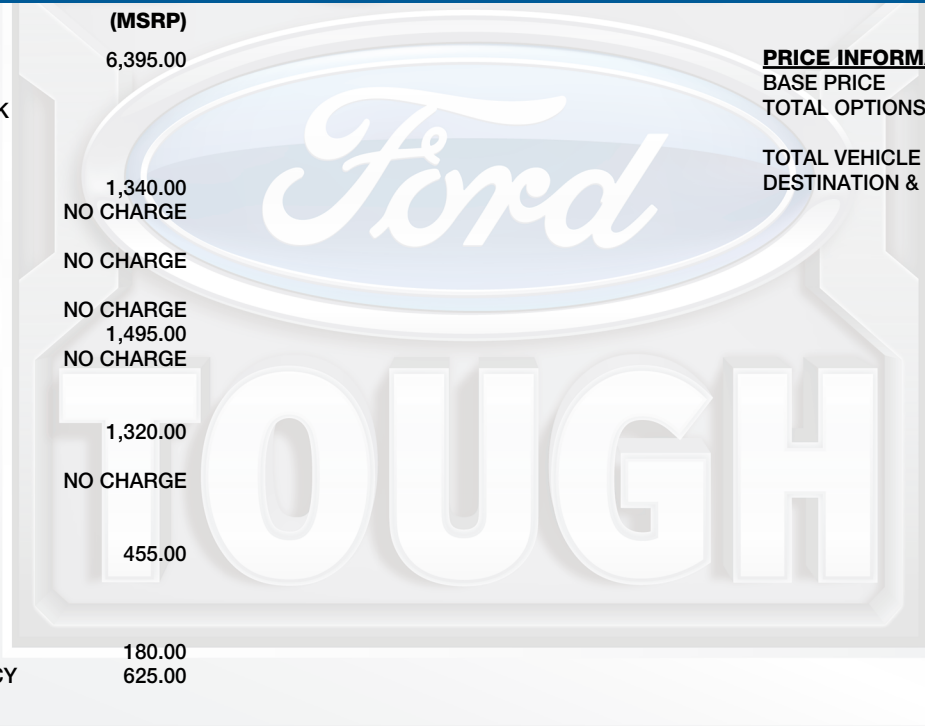 (MSRP)
6,395.00
K
1,340.00
NO CHARGE
NO CHARGE
NO CHARGE
1,495.00
NO CHARGE
1,320.00
NO CHARGE
455.00
180.00
CY 625.00
PRICE INFORMA
BASE PRICE
TOTAL OPTIONS
TOTAL VEHICLE
DESTINATION &
Ford
TOUGH